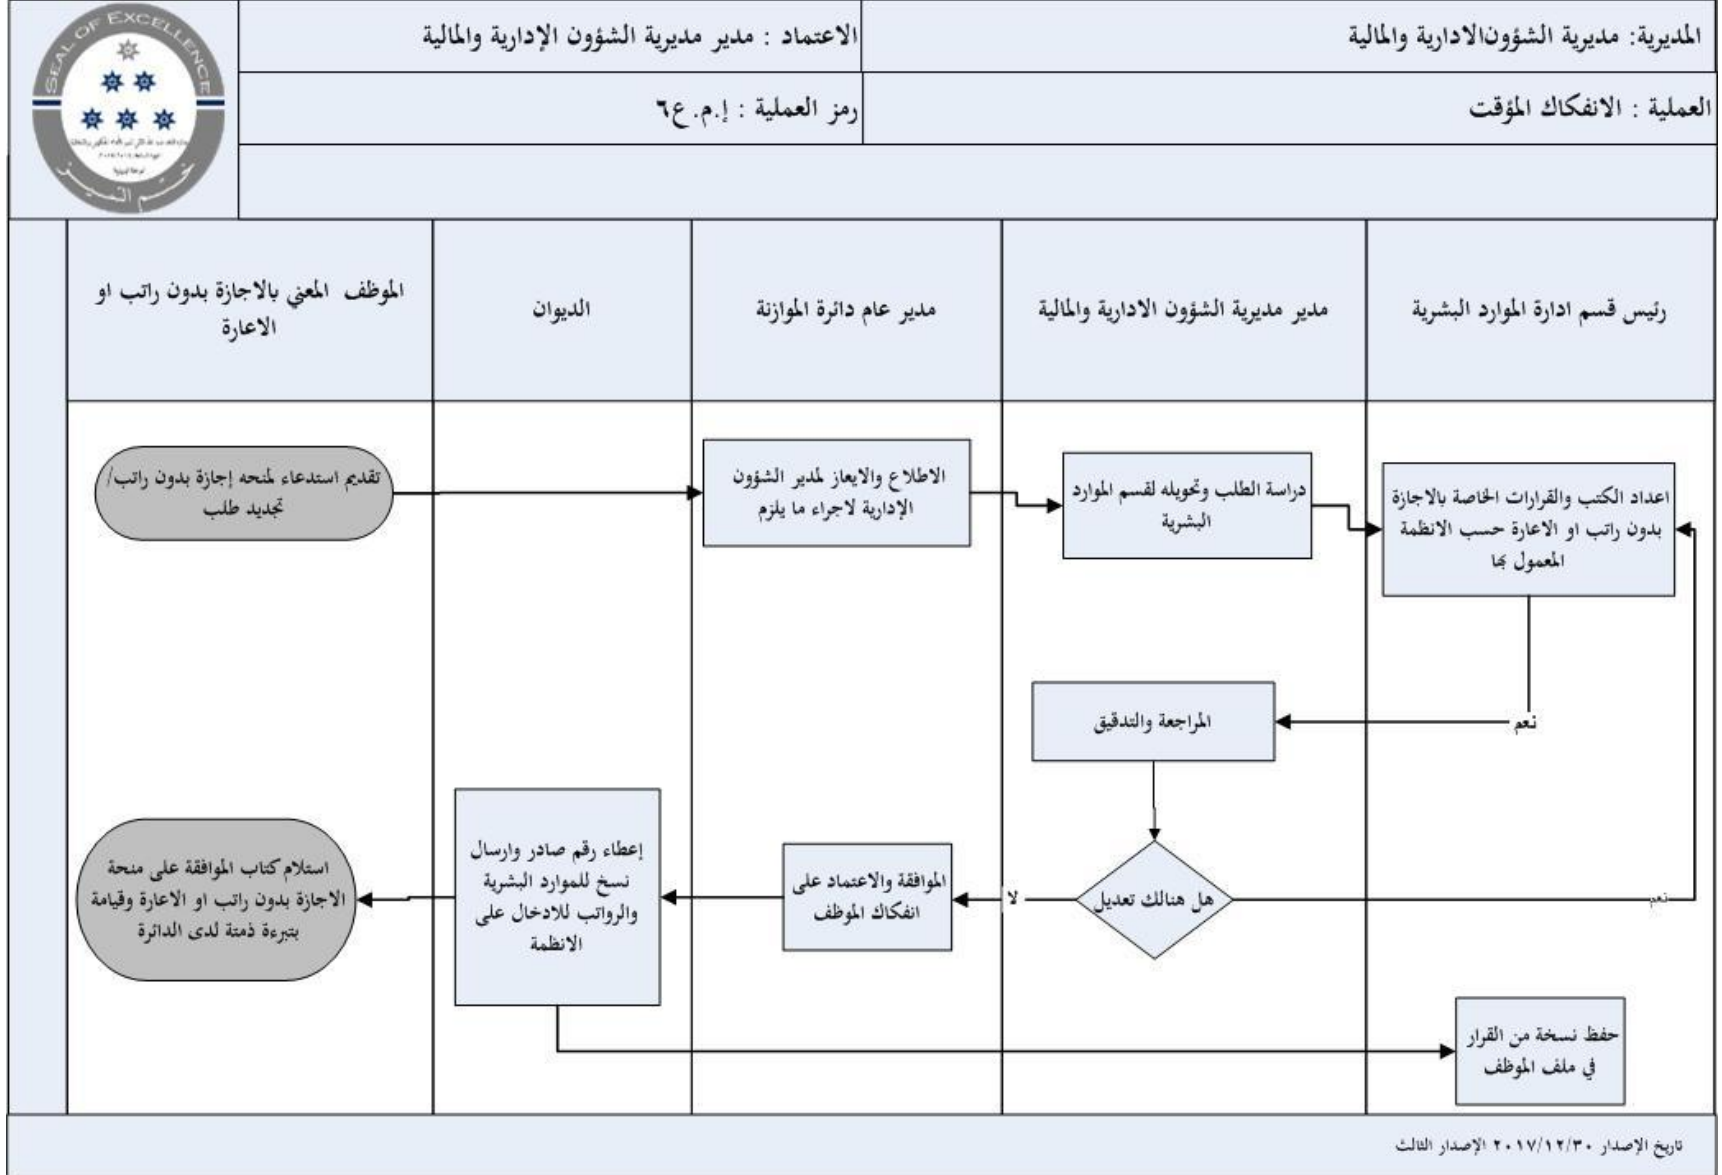 المديرية: مديرية الشؤون الادارية والمالية
الاعتماد : مدير مديرية الشؤون الإدارية والمالية
SEAL OF EXCELLENCE
ختم التميز
العملية : الانفكاك المؤقت
رمز العملية : إ.م.ع٦
رئيس قسم ادارة الموارد البشرية
مدير مديرية الشؤون الادارية والمالية
مدير عام دائرة الموازنة
الديوان
الموظف المعني بالاجازة بدون راتب او
الاعارة
تقديم استدعاء لمنحه إجازة بدون راتب/
تجديد طلب
الاطلاع والايعاز لمدير الشؤون
الإدارية لاجراء ما يلزم
دراسة الطلب وتحويله لقسم الموارد
البشرية
اعداد الكتب والقرارات الخاصة بالاجازة
بدون راتب او الاعارة حسب الانظمة
المعمول بها
نعم
المراجعة والتدقيق
هل هنالك تعديل
نعم
لا
الموافقة والاعتماد على
انفكاك الموظف
إعطاء رقم صادر وارسال
نسخ للموارد البشرية
والرواتب للادخال على
الانظمة
استلام كتاب الموافقة على منحة
الاجازة بدون راتب او الاعارة وقيامة
بتبرءة ذمتة لدى الدائرة
حفظ نسخة من القرار
في ملف الموظف
تاريخ الإصدار ٢٠١٧/١٢/٣٠ الإصدار الثالث